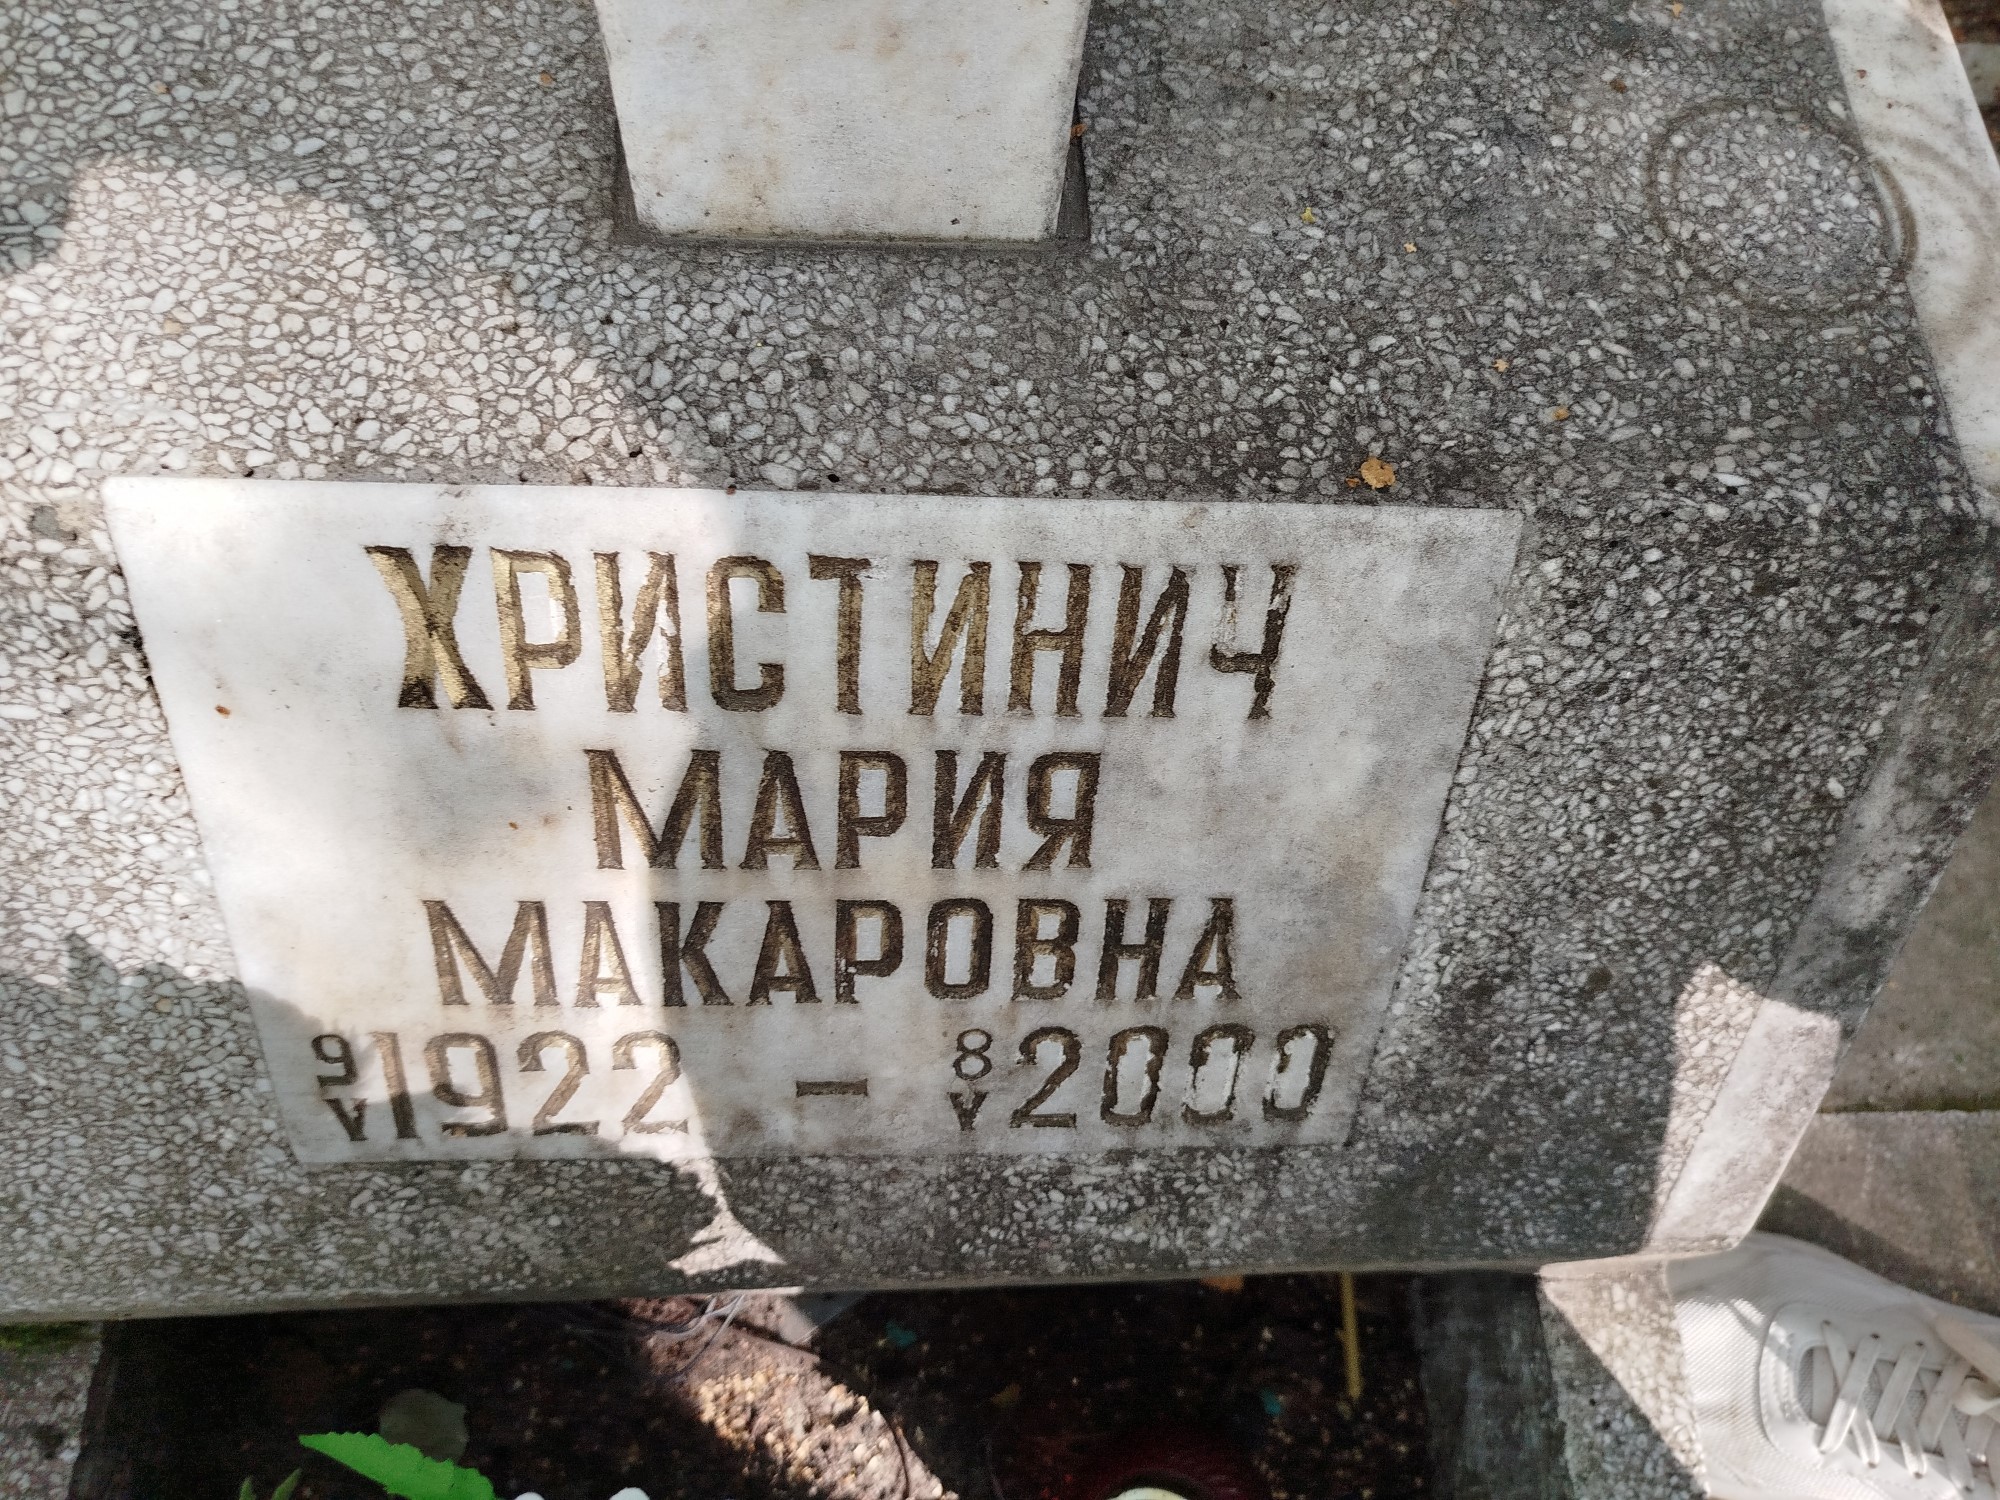 ХРИСТИНИЧ
МАРИЯ
МАКАРОВНА
9/V 1922 – 8/V 2000